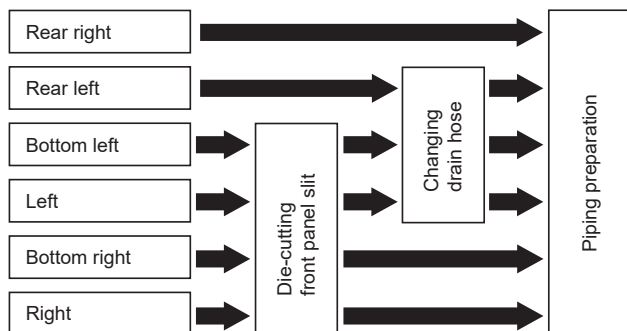 Rear right
Rear left
Bottom left
Left
Bottom right
Right
Die-cutting
front panel slit
Changing
drain hose
Piping preparation